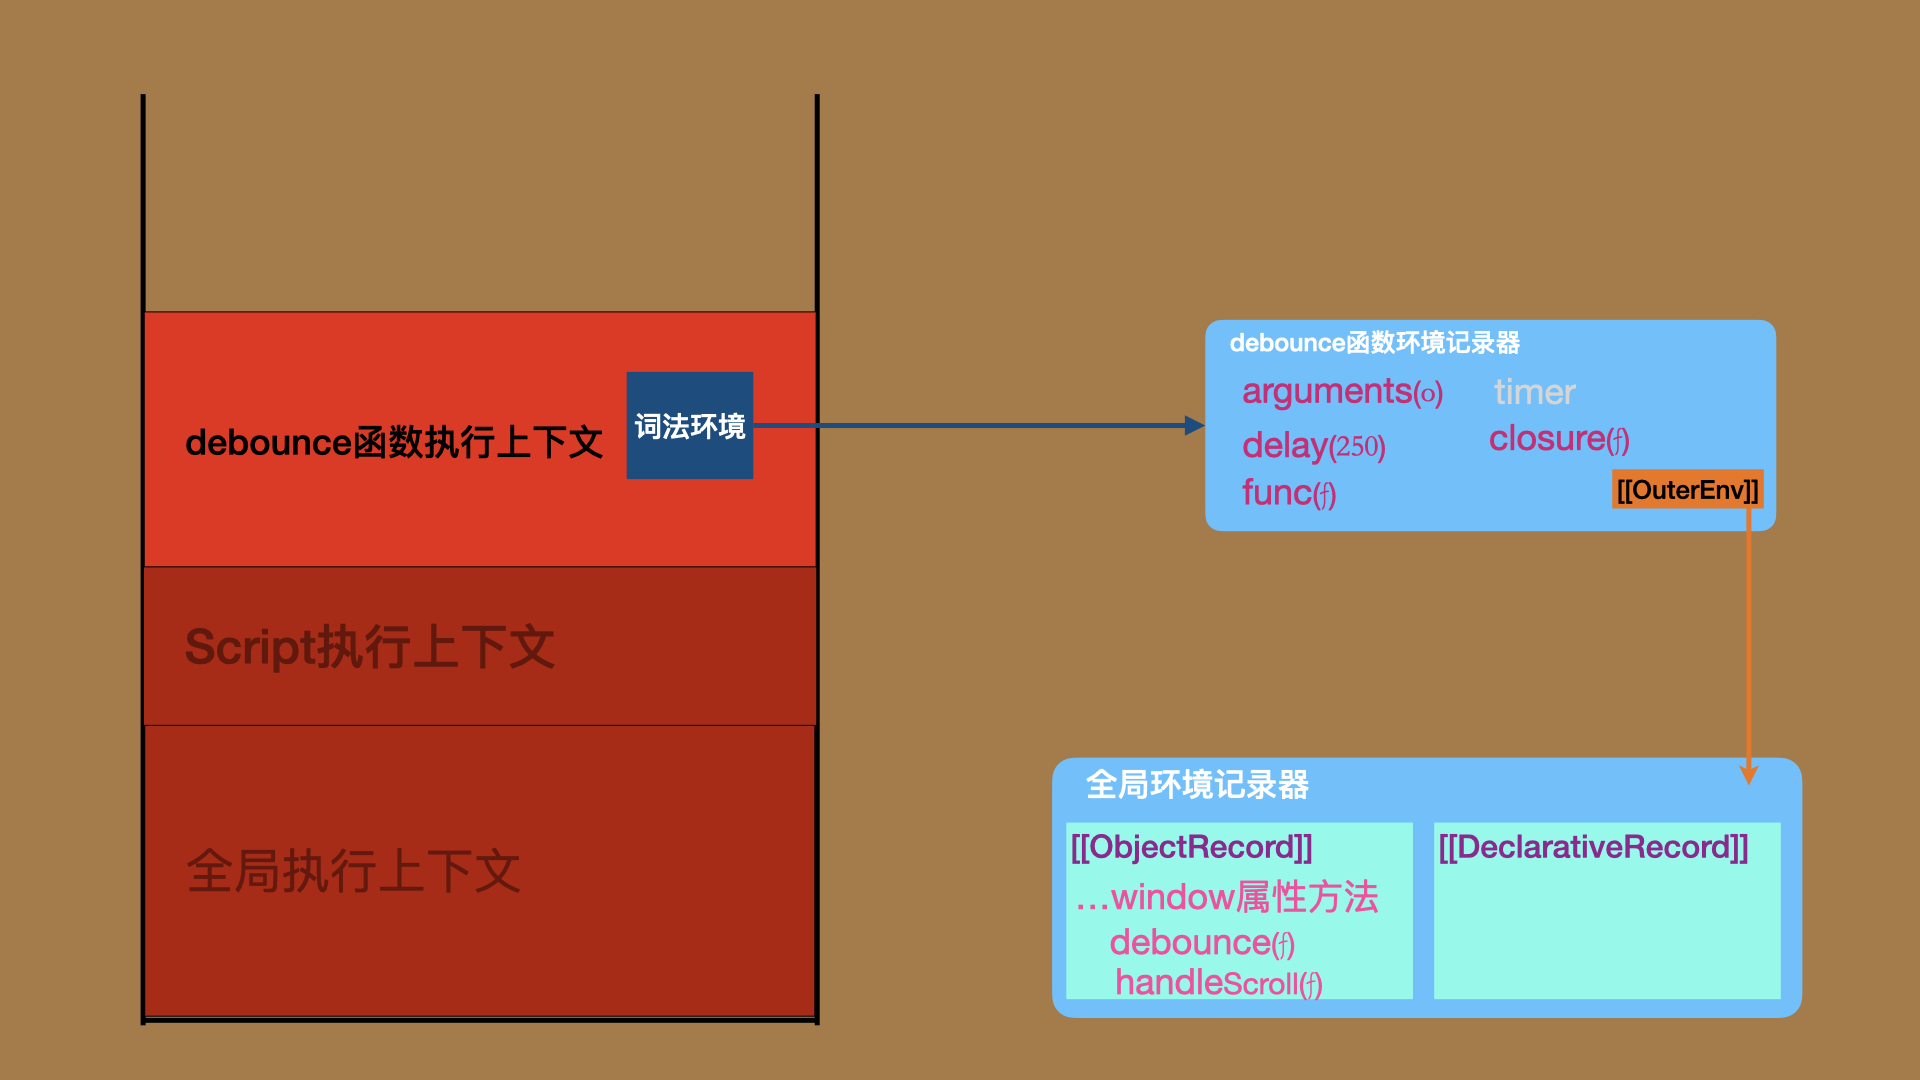 debounce函数执行上下文
词法环境
Script执行上下文
全局执行上下文
debounce函数环境记录器
arguments(o)
timer
delay(250)
closure(ƒ)
func(ƒ)
[[OuterEnv]]
全局环境记录器
[[ObjectRecord]]
...window属性方法
debounce(ƒ)
handleScroll(ƒ)
[[DeclarativeRecord]]